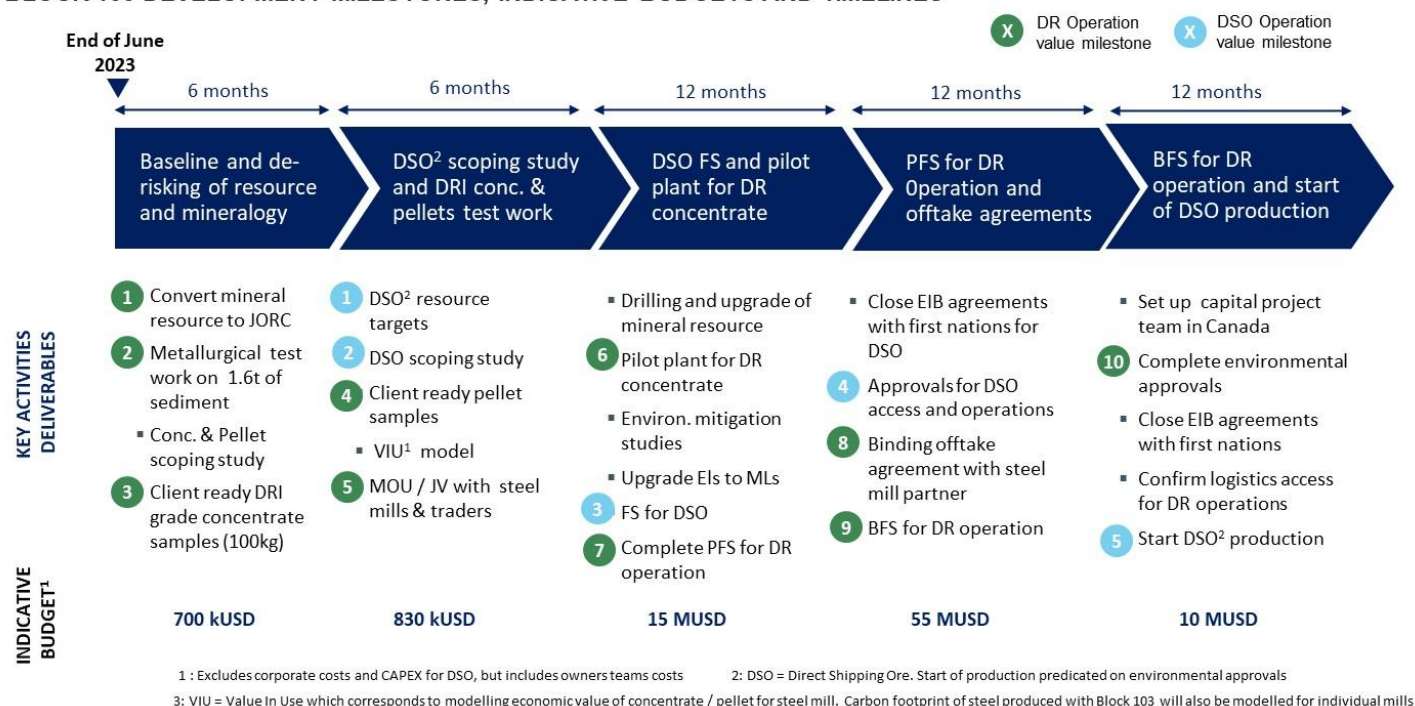 DR Operation
value milestone
X
DSO Operation
value milestone
X
End of June
2023
6 months
6 months
12 months
12 months
12 months
Baseline and de-
risking of resource
and mineralogy
DSO² scoping study
and DRI conc. &
pellets test work
DSO FS and pilot
plant for DR
concentrate
PFS for DR
Operation and
offtake agreements
BFS for DR
operation and start
of DSO production
KEY ACTIVITIES
DELIVERABLES
1 Convert mineral
resource to JORC
2 Metallurgical test
work on 1.6t of
sediment
▪ Conc. & Pellet
scoping study
3 Client ready DRI
grade concentrate
samples (100kg)
1 DSO² resource
targets
2 DSO scoping study
4 Client ready pellet
samples
▪ VIU¹ model
5 MOU / JV with steel
mills & traders
▪ Drilling and upgrade of
mineral resource
6 Pilot plant for DR
concentrate
▪ Environ. mitigation
studies
▪ Upgrade Els to MLs
3 FS for DSO
7 Complete PFS for DR
operation
▪ Close EIB agreements
with first nations for
DSO
4 Approvals for DSO
access and operations
8 Binding offtake
agreement with steel
mill partner
9 BFS for DR operation
▪ Set up capital project
team in Canada
10 Complete environmental
approvals
▪ Close EIB agreements
with first nations
▪ Confirm logistics access
for DR operations
5 Start DSO² production
INDICATIVE
BUDGET¹
700 kUSD
830 kUSD
15 MUSD
55 MUSD
10 MUSD
1 : Excludes corporate costs and CAPEX for DSO, but includes owners teams costs
2: DSO = Direct Shipping Ore. Start of production predicated on environmental approvals
3: VIU = Value In Use which corresponds to modelling economic value of concentrate / pellet for steel mill. Carbon footprint of steel produced with Block 103 will also be modelled for individual mills